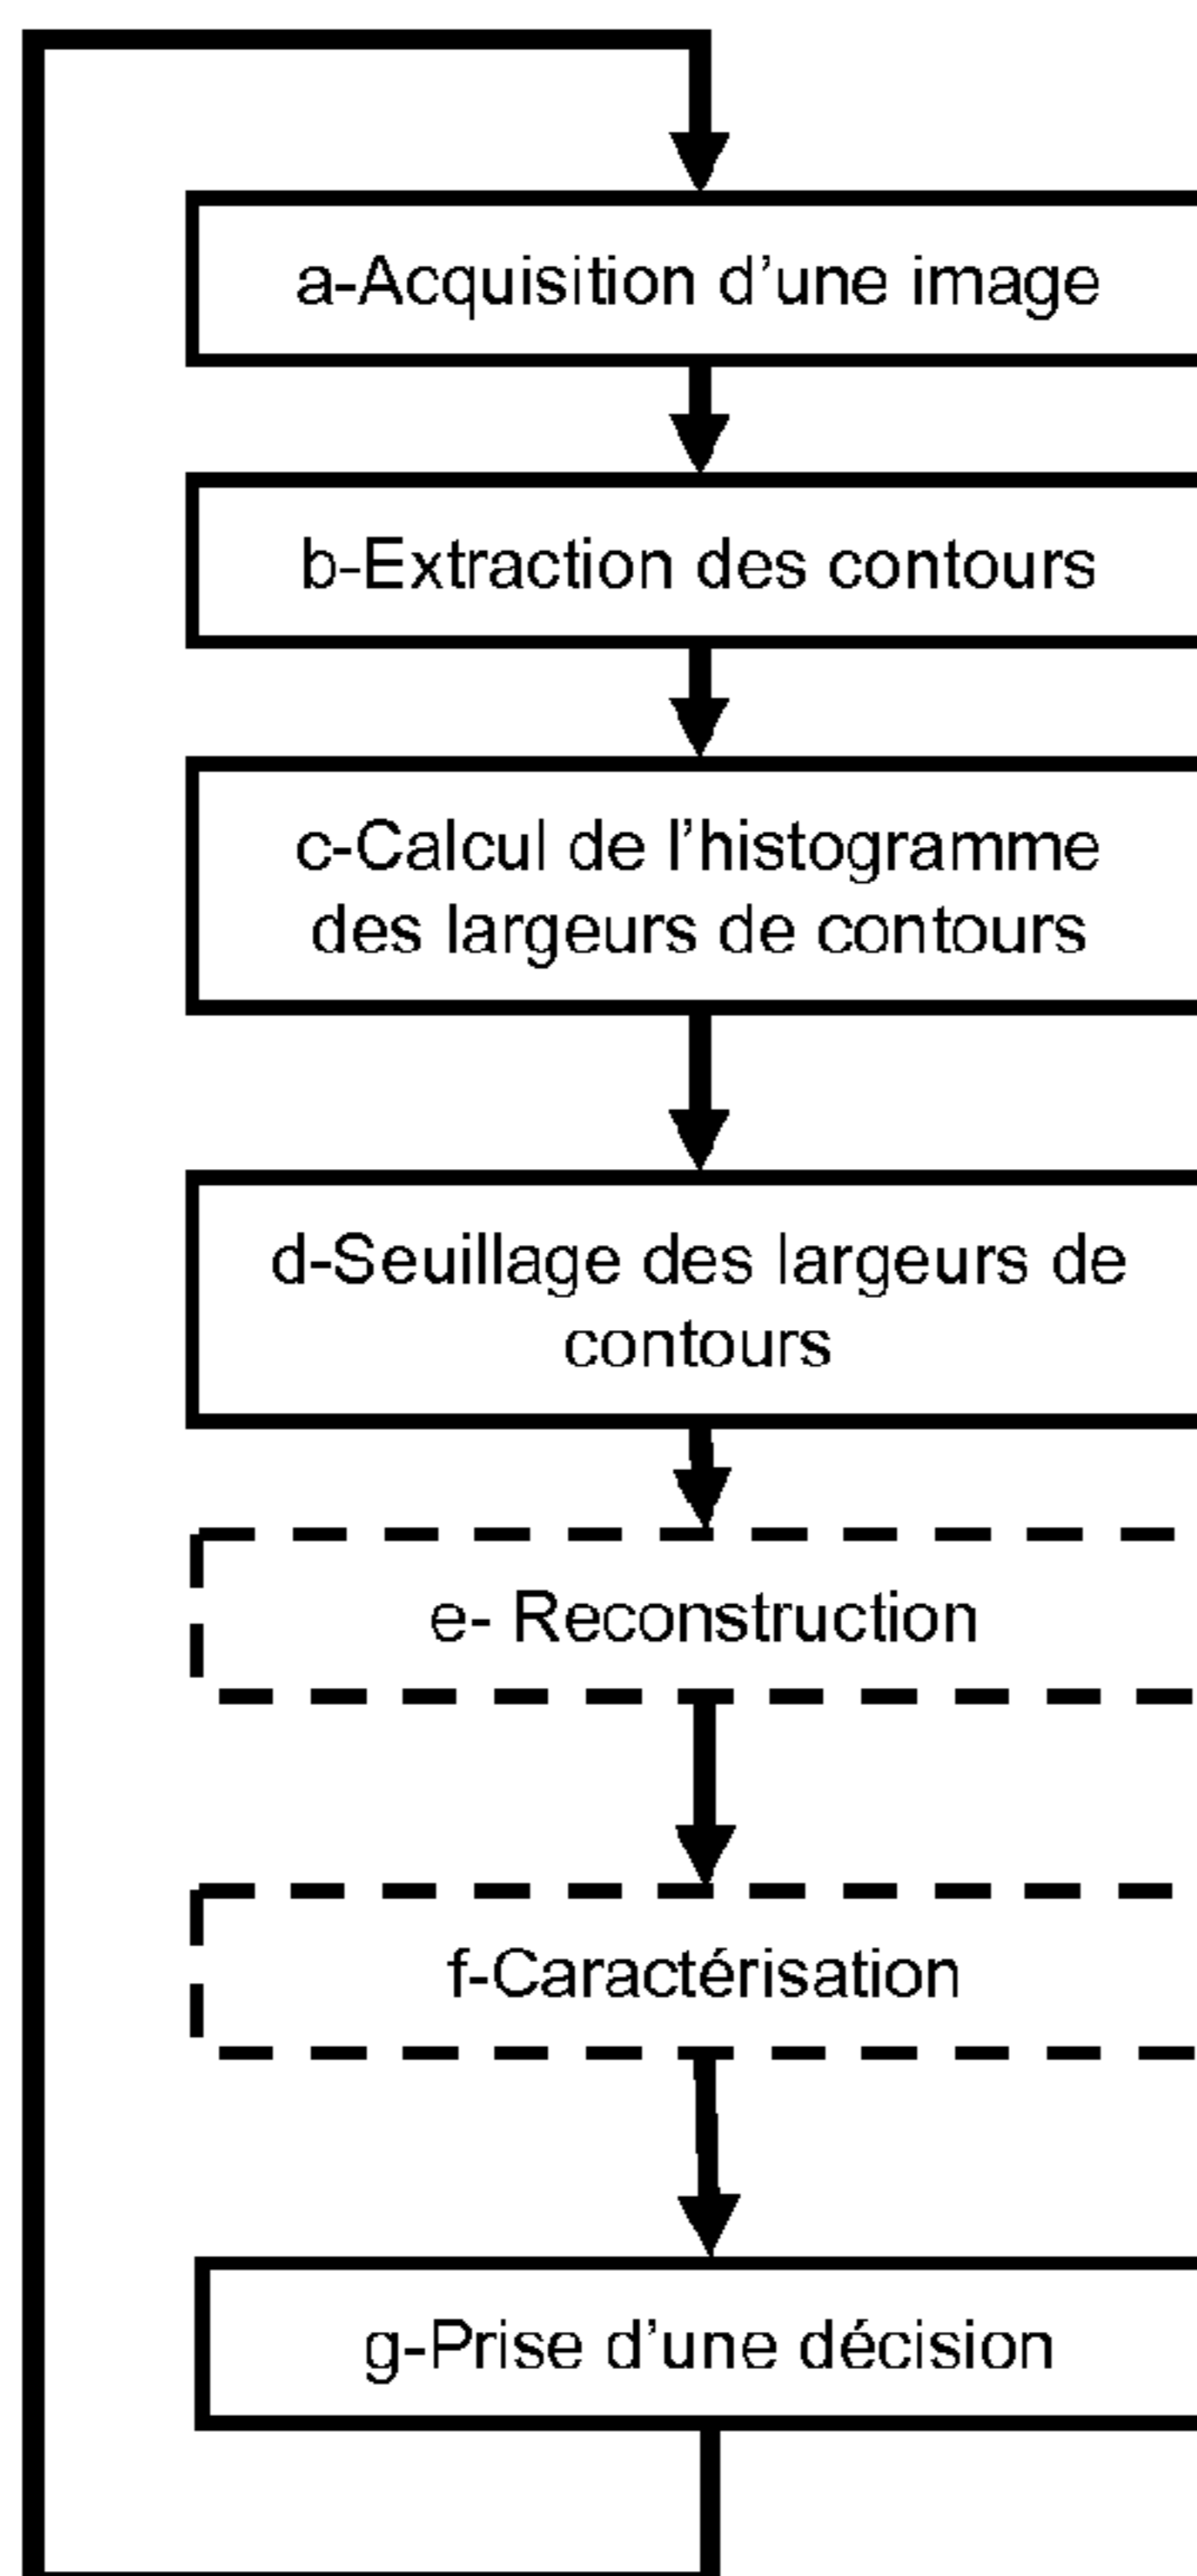 a-Acquisition d’une image
b-Extraction des contours
c-Calcul de l’histogramme
des largeurs de contours
d-Seuillage des largeurs de
contours
e- Reconstruction
f-Caractérisation
g-Prise d’une décision